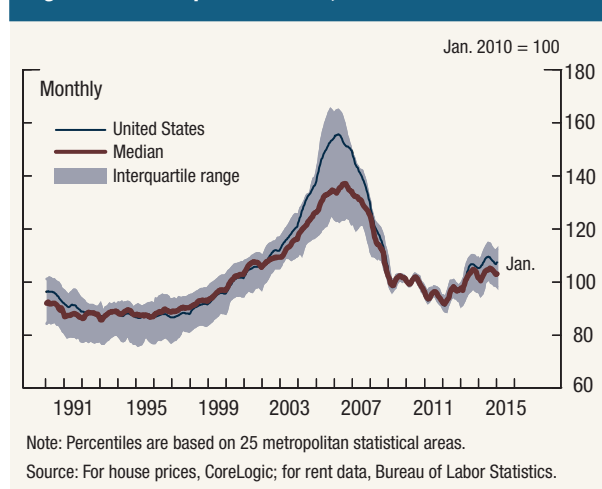 Jan. 2010 = 100
Monthly
United States
Median
Interquartile range
180
160
140
120
100
80
60
Jan.
1991 1995 1999 2003 2007 2011 2015
Note: Percentiles are based on 25 metropolitan statistical areas.
Source: For house prices, CoreLogic; for rent data, Bureau of Labor Statistics.